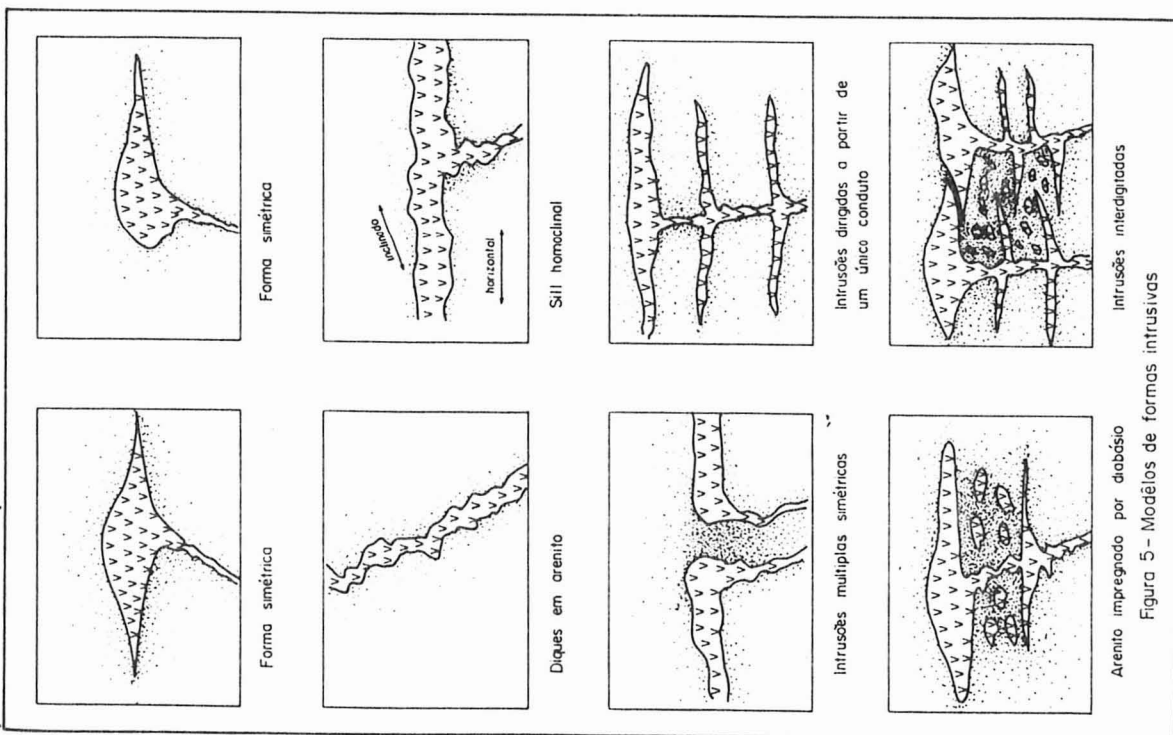 Forma simétrica
Forma simétrica
inclinado
horizontal
Diques em arenito
Sill homoclinal
Intrusões multiplas simétricas
Intrusões dirigidas a partir de
um único conduto
Arenito impregnado por diabásio
Intrusões interdigitadas
Figura 5 - Modêlos de formas intrusivas